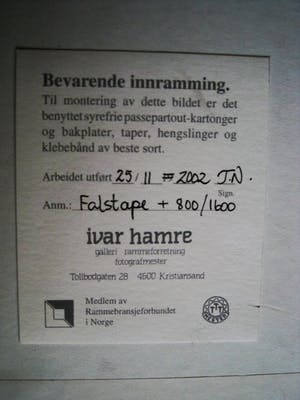 Bevarende innramming.
Til montering av dette bildet er det
benyttet syrefrie passepartout-kartonger
og bakplater, taper, hengslinger og
klebebånd av beste sort.
Arbeidet utført 25/11 2002 J.N.
Sign.
Anm.: Falstape + 800/1600
ivar hamre
galleri rammeforretning
fotografmester
Tollbodgaten 28 4600 Kristiansand
Medlem av
Rammebransjeforbundet
i Norge
MESTER